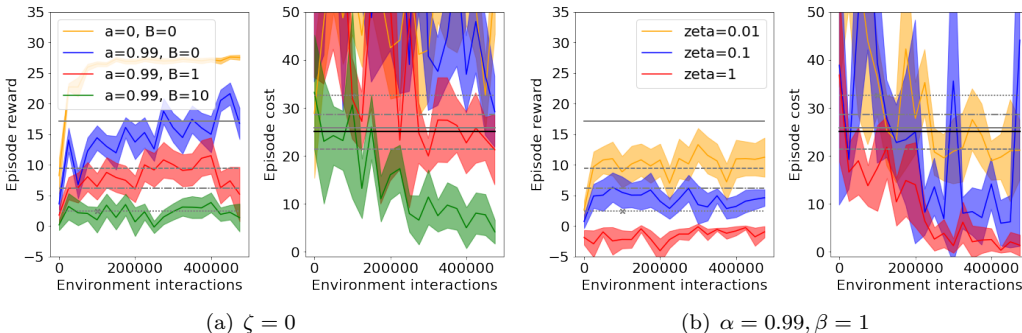 35
30
25
20
15
10
5
0
−5
Episode reward
a=0, B=0
a=0.99, B=0
a=0.99, B=1
a=0.99, B=10
0 200000 400000
Environment interactions
50
40
30
20
10
0
Episode cost
0 200000 400000
Environment interactions
(a) ζ = 0
35
30
25
20
15
10
5
0
−5
Episode reward
zeta=0.01
zeta=0.1
zeta=1
0 200000 400000
Environment interactions
50
40
30
20
10
0
Episode cost
0 200000 400000
Environment interactions
(b) α = 0.99, β = 1